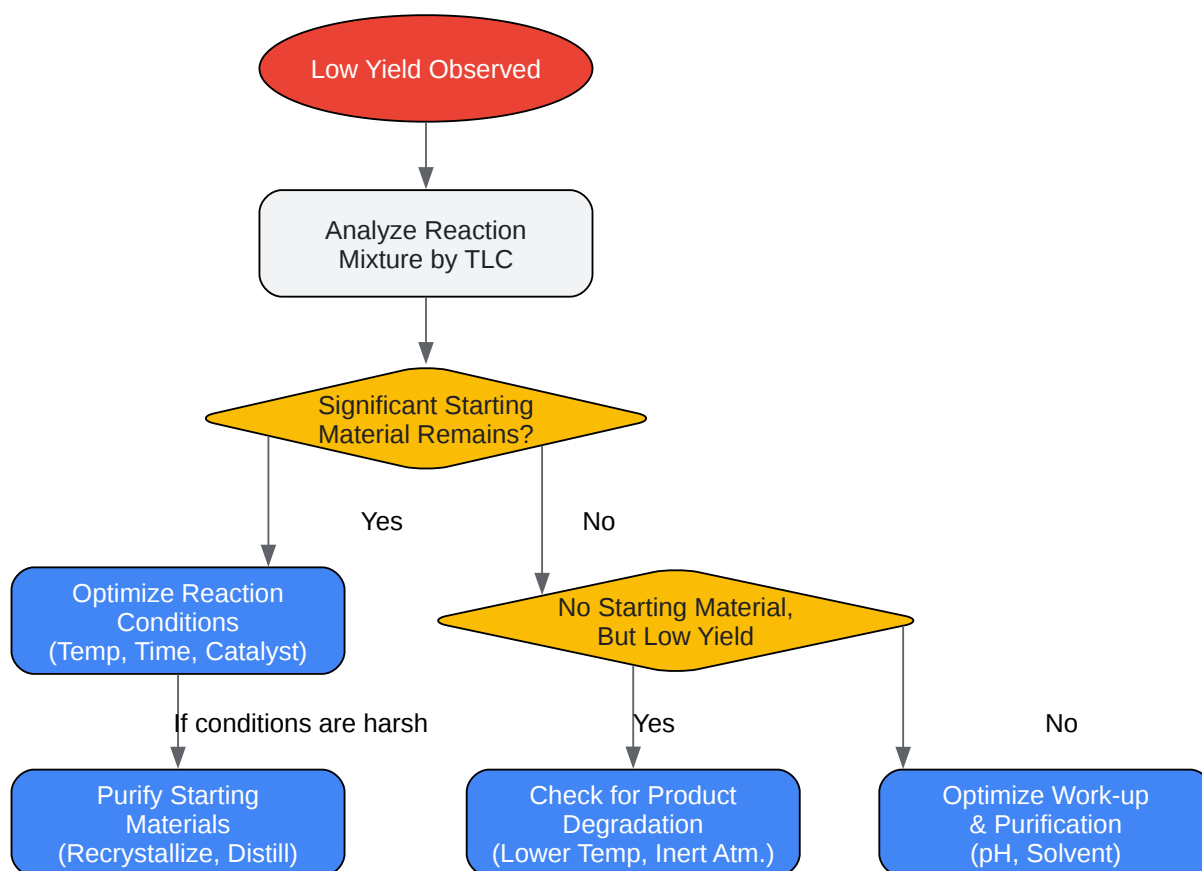 Low Yield Observed
Analyze Reaction
Mixture by TLC
Significant Starting
Material Remains?
Yes
No
Optimize Reaction
Conditions
(Temp, Time, Catalyst)
No Starting Material,
But Low Yield
If conditions are harsh
Yes
No
Purify Starting
Materials
(Recrystallize, Distill)
Check for Product
Degradation
(Lower Temp, Inert Atm.)
Optimize Work-up
& Purification
(pH, Solvent)